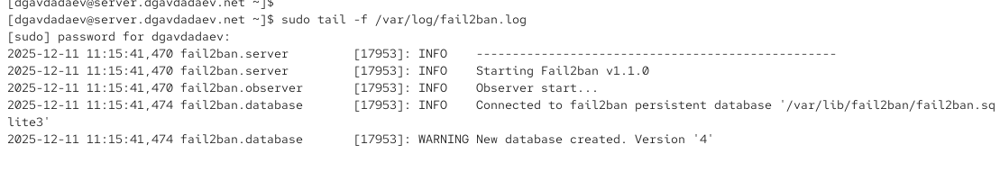 [dgavdadaev@server.dgavdadaev.net ~]$
[dgavdadaev@server.dgavdadaev.net ~]$ sudo tail -f /var/log/fail2ban.log
[sudo] password for dgavdadaev:
2025-12-11 11:15:41,470 fail2ban.server         [17953]: INFO    --------------------------------------------------
2025-12-11 11:15:41,470 fail2ban.server         [17953]: INFO    Starting Fail2ban v1.1.0
2025-12-11 11:15:41,470 fail2ban.observer       [17953]: INFO    Observer start...
2025-12-11 11:15:41,474 fail2ban.database       [17953]: INFO    Connected to fail2ban persistent database '/var/lib/fail2ban/fail2ban.sq
lite3'
2025-12-11 11:15:41,474 fail2ban.database       [17953]: WARNING New database created. Version '4'